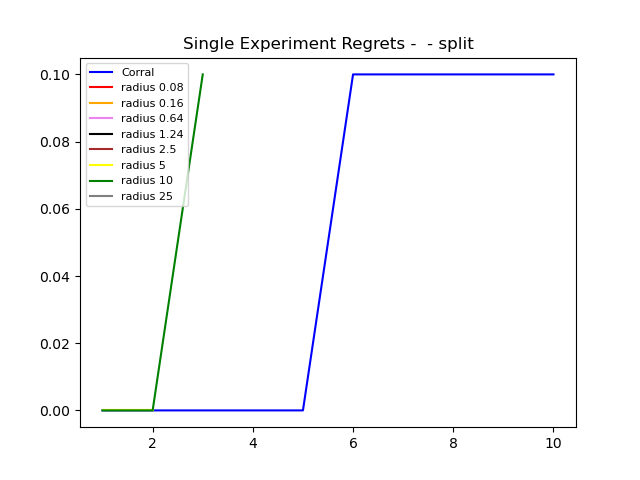 Single Experiment Regrets -  - split
Corral
radius 0.08
radius 0.16
radius 0.64
radius 1.24
radius 2.5
radius 5
radius 10
radius 25
0.10
0.08
0.06
0.04
0.02
0.00
2 4 6 8 10